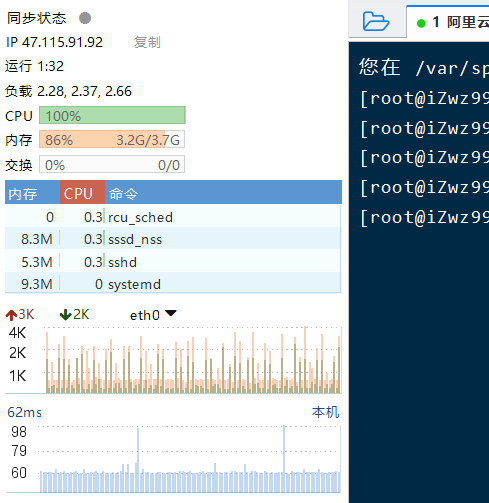 同步状态
IP 47.115.91.92 复制
运行 1:32
负载 2.28, 2.37, 2.66
CPU 100%
内存 86% 3.2G/3.7G
交换 0% 0/0
内存 CPU 命令
0 0.3 rcu_sched
8.3M 0.3 sssd_nss
5.3M 0.3 sshd
9.3M 0 systemd
3K 2K eth0
4K
2K
1K
62ms 本机
98
79
60
1 阿里云
您在 /var/sp
[root@iZwz99
[root@iZwz99
[root@iZwz99
[root@iZwz99
[root@iZwz99